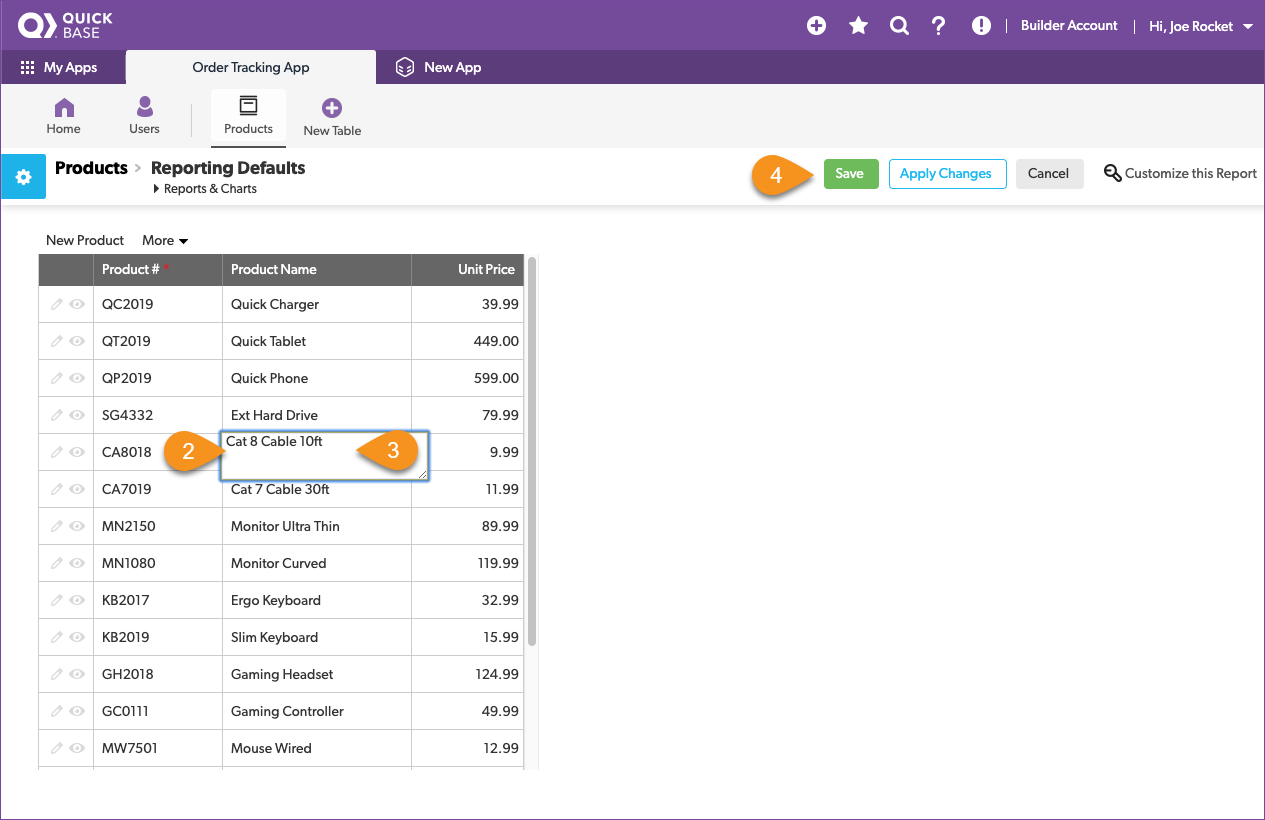 QUICK
BASE
Builder Account
Hi, Joe Rocket
My Apps
Order Tracking App
New App
Home
Users
Products
New Table
Products > Reporting Defaults
Reports & Charts
4
Save
Apply Changes
Cancel
Customize this Report
New Product More
Product # * Product Name Unit Price
QC2019 Quick Charger 39.99
QT2019 Quick Tablet 449.00
QP2019 Quick Phone 599.00
SG4332 Ext Hard Drive 79.99
CA8018 2 Cat 8 Cable 10ft 3 9.99
CA7019 Cat 7 Cable 30ft 11.99
MN2150 Monitor Ultra Thin 89.99
MN1080 Monitor Curved 119.99
KB2017 Ergo Keyboard 32.99
KB2019 Slim Keyboard 15.99
GH2018 Gaming Headset 124.99
GC0111 Gaming Controller 49.99
MW7501 Mouse Wired 12.99